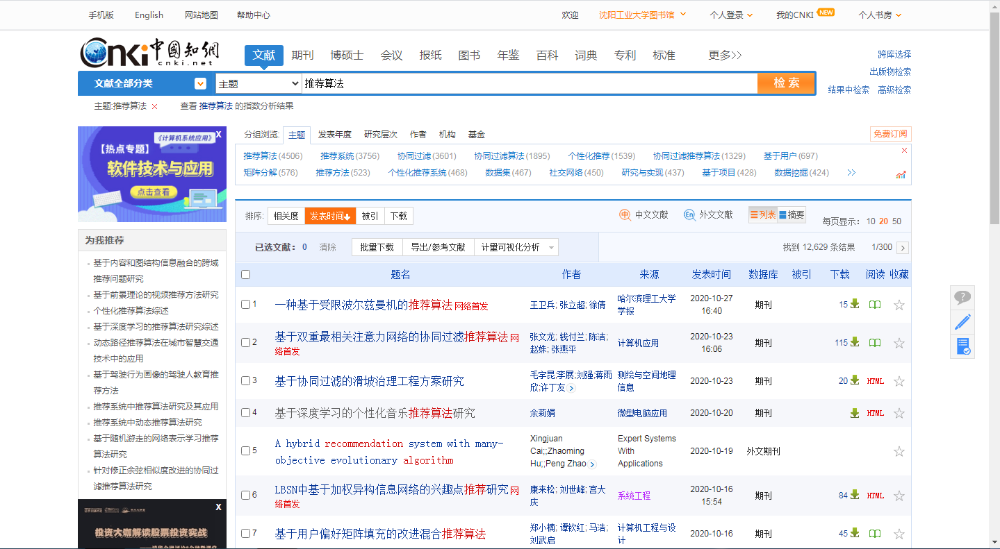 手机版 English 网站地图 帮助中心 欢迎 沈阳工业大学图书馆 个人登录 我的CNKI NEW 个人书房
Cnki 中國知網
cnki.net
文献 期刊 博硕士 会议 报纸 图书 年鉴 百科 词典 专利 标准 更多>>
跨库选择
出版物检索
文献全部分类 主题 推荐算法 检索
结果中检索 高级检索
主题:推荐算法 × 查看 推荐算法 的指数分析结果
《计算机系统应用》 X
【热点专题】
软件技术与应用
点击查看
为我推荐
基于内容和图结构信息融合的跨域
推荐问题研究
基于前景理论的视频推荐方法研究
个性化推荐算法综述
基于深度学习的推荐算法研究综述
动态路径推荐算法在城市智慧交通
技术中的应用
基于驾驶行为画像的驾驶人教育推
荐方法
推荐系统中推荐算法研究及其应用
推荐系统中动态推荐算法研究
基于随机游走的网络表示学习推荐
算法研究
针对修正余弦相似度改进的协同过
滤推荐算法研究
X
投资大咖解读股票投资实战
分组浏览: 主题 发表年度 研究层次 作者 机构 基金 免费订阅
推荐算法(4506) 推荐系统(3756) 协同过滤(3601) 协同过滤算法(1895) 个性化推荐(1539) 协同过滤推荐算法(1329) 基于用户(697) ×
矩阵分解(576) 推荐方法(523) 个性化推荐系统(468) 数据集(467) 社交网络(450) 研究与实现(437) 基于项目(428) 数据挖掘(424) >>
排序: 相关度 发表时间↓ 被引 下载 中 中文文献 En 外文文献 列表 摘要 每页显示: 10 20 50
已选文献: 0 清除 批量下载 导出/参考文献 计量可视化分析 找到 12,629 条结果 1/300 >
题名 作者 来源 发表时间 数据库 被引 下载 阅读 收藏
1 一种基于受限波尔兹曼机的推荐算法 网络首发 王卫兵; 张立超; 徐倩 哈尔滨理工大学 2020-10-27 期刊 15
学报 16:40
2 基于双重最相关注意力网络的协同过滤推荐算法 网 张文龙; 钱付兰; 陈洁; 计算机应用 2020-10-23 期刊 115
络首发 赵姝; 张燕平 16:06
3 基于协同过滤的滑坡治理工程方案研究 毛宇昆;李展;刘强;蒋雨 测绘与空间地理 2020-10-23 期刊 20 HTML
欣;许丁友 信息
4 基于深度学习的个性化音乐推荐算法研究 余莉娟 微型电脑应用 2020-10-20 期刊 HTML
5 A hybrid recommendation system with many- Xingjuan Expert Systems 2020-10-19 外文期刊
objective evolutionary algorithm Cai;;Zhaoming With
Hu;;Peng Zhao Applications
6 LBSN中基于加权异构信息网络的兴趣点推荐研究 网 康来松; 刘世峰; 宫大 系统工程 2020-10-16 期刊 84 HTML
络首发 庆 15:54
7 基于用户偏好矩阵填充的改进混合推荐算法 郑小楠; 谭钦红; 马浩; 计算机工程与设 2020-10-16 期刊 45
刘武启 计